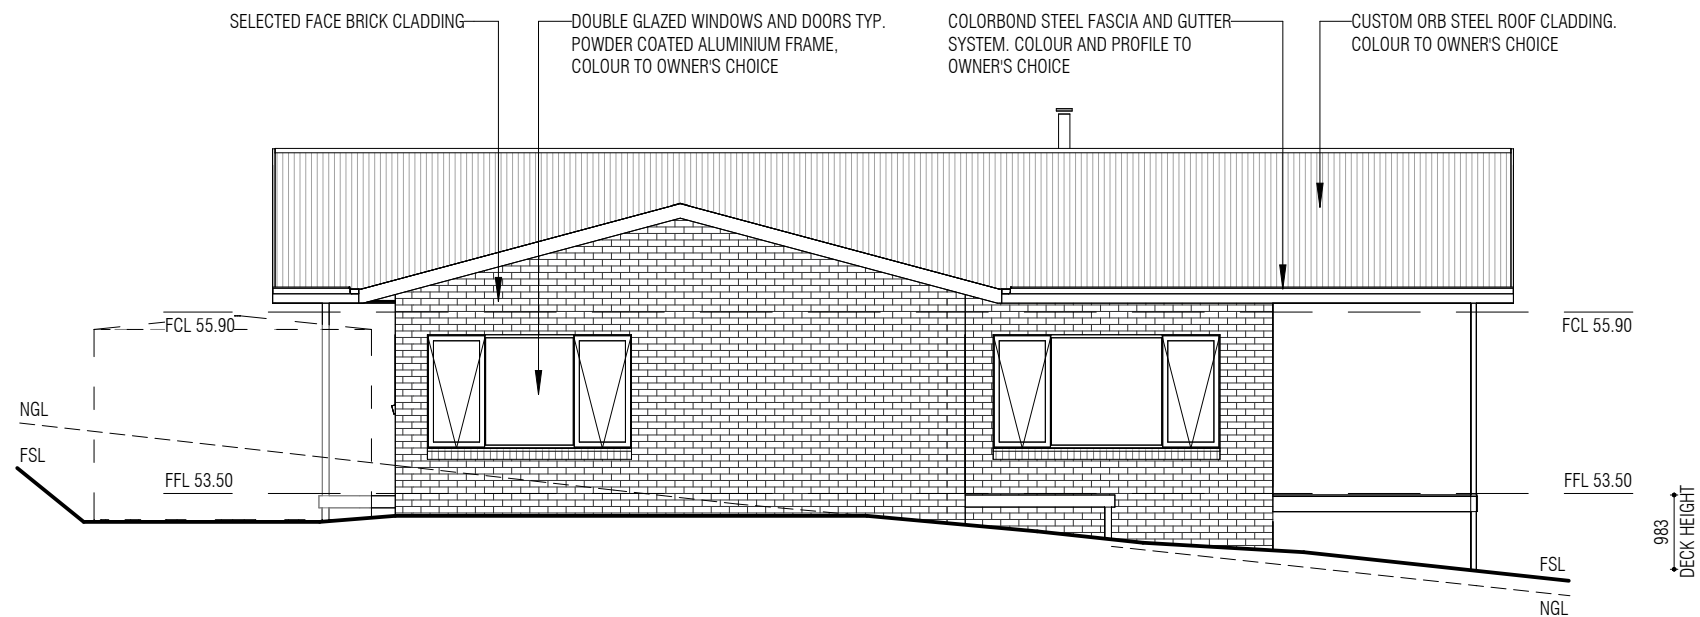 SELECTED FACE BRICK CLADDING
DOUBLE GLAZED WINDOWS AND DOORS TYP.
POWDER COATED ALUMINIUM FRAME,
COLOUR TO OWNER'S CHOICE
COLORBOND STEEL FASCIA AND GUTTER
SYSTEM. COLOUR AND PROFILE TO
OWNER'S CHOICE
CUSTOM ORB STEEL ROOF CLADDING.
COLOUR TO OWNER'S CHOICE
FCL 55.90
FCL 55.90
NGL
FSL
FFL 53.50
FFL 53.50
983
DECK HEIGHT
FSL
NGL